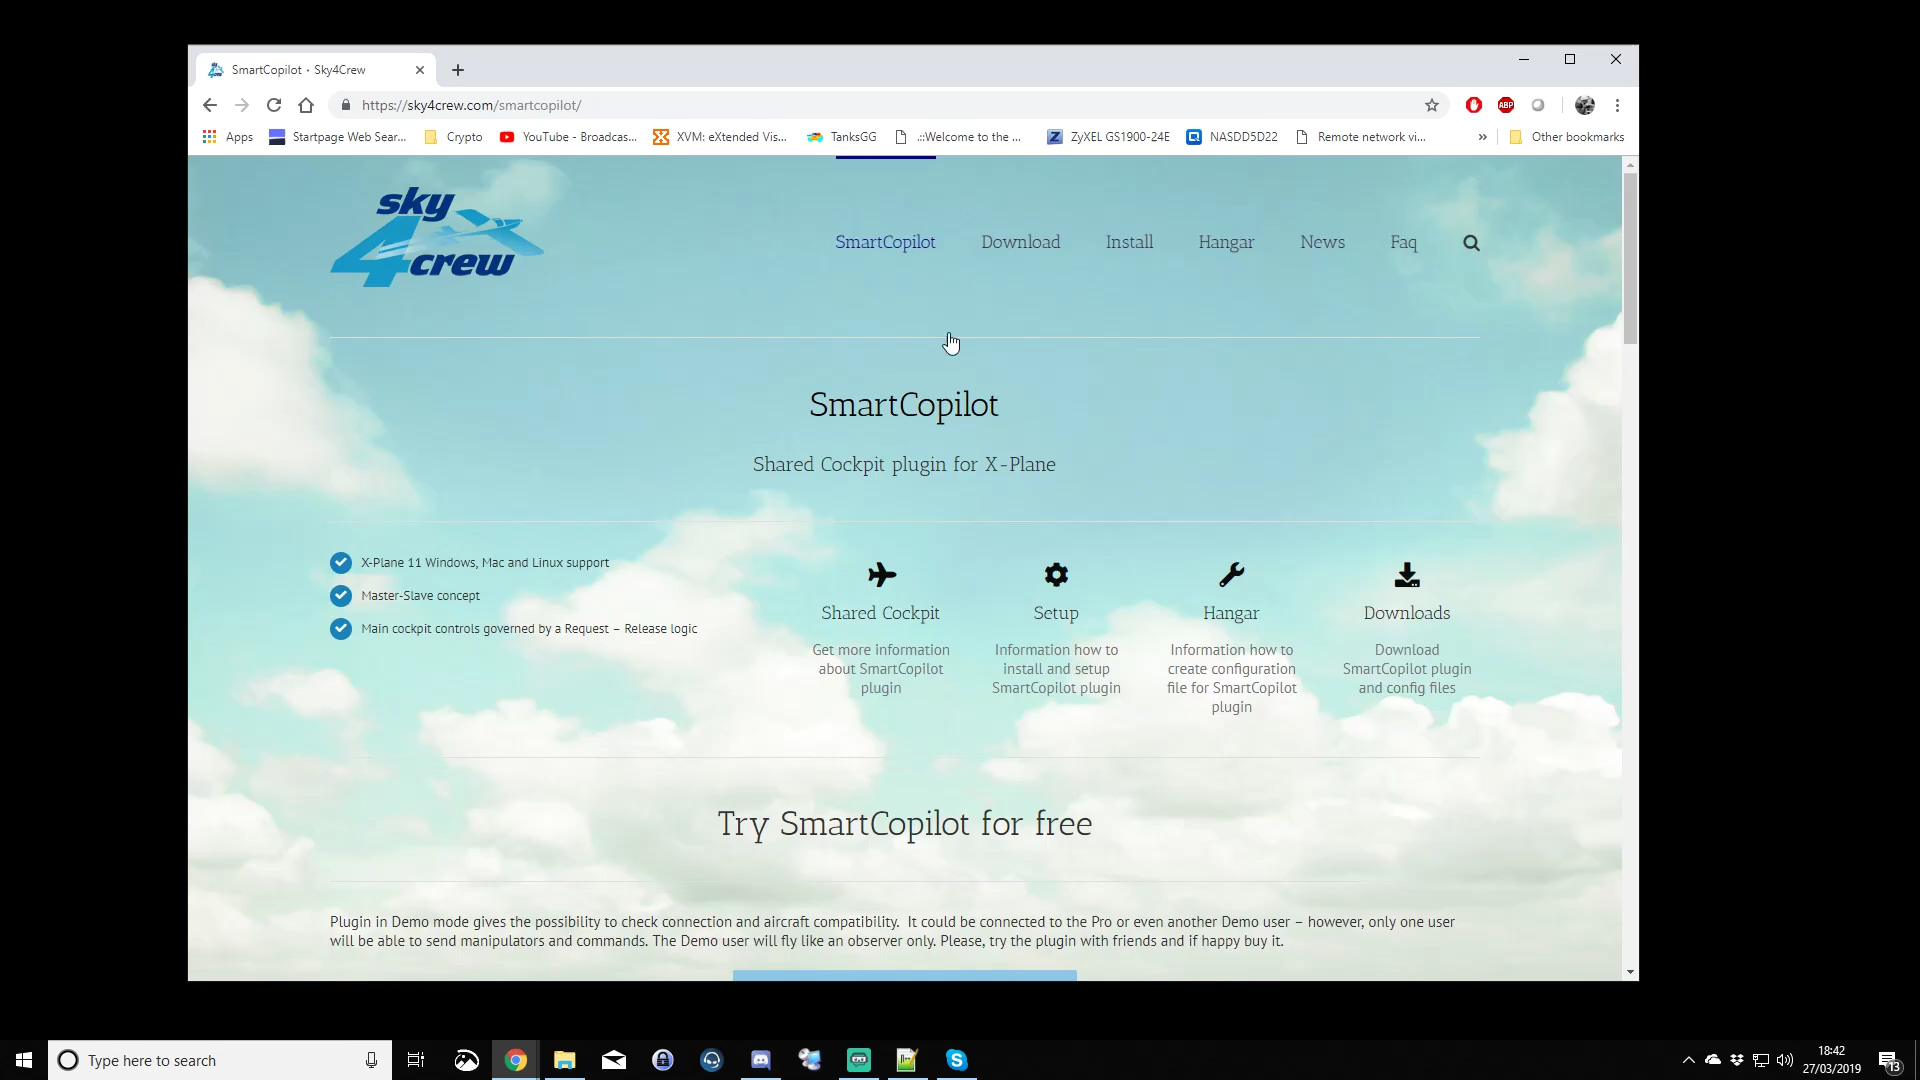 SmartCopilot • Sky4Crew
https://sky4crew.com/smartcopilot/
ABP
Apps
Startpage Web Sear...
Crypto
YouTube - Broadcas...
XVM: eXtended Vis...
TanksGG
.::Welcome to the ...
ZyXEL GS1900-24E
NASDD5D22
Remote network vi...
»
Other bookmarks
sky
4crew
SmartCopilot
Download
Install
Hangar
News
Faq
SmartCopilot
Shared Cockpit plugin for X-Plane
X-Plane 11 Windows, Mac and Linux support
Master-Slave concept
Main cockpit controls governed by a Request – Release logic
Shared Cockpit
Get more information
about SmartCopilot
plugin
Setup
Information how to
install and setup
SmartCopilot plugin
Hangar
Information how to
create configuration
file for SmartCopilot
plugin
Downloads
Download
SmartCopilot plugin
and config files
Try SmartCopilot for free
Plugin in Demo mode gives the possibility to check connection and aircraft compatibility. It could be connected to the Pro or even another Demo user – however, only one user
will be able to send manipulators and commands. The Demo user will fly like an observer only. Please, try the plugin with friends and if happy buy it.
Type here to search
18:42
27/03/2019
13